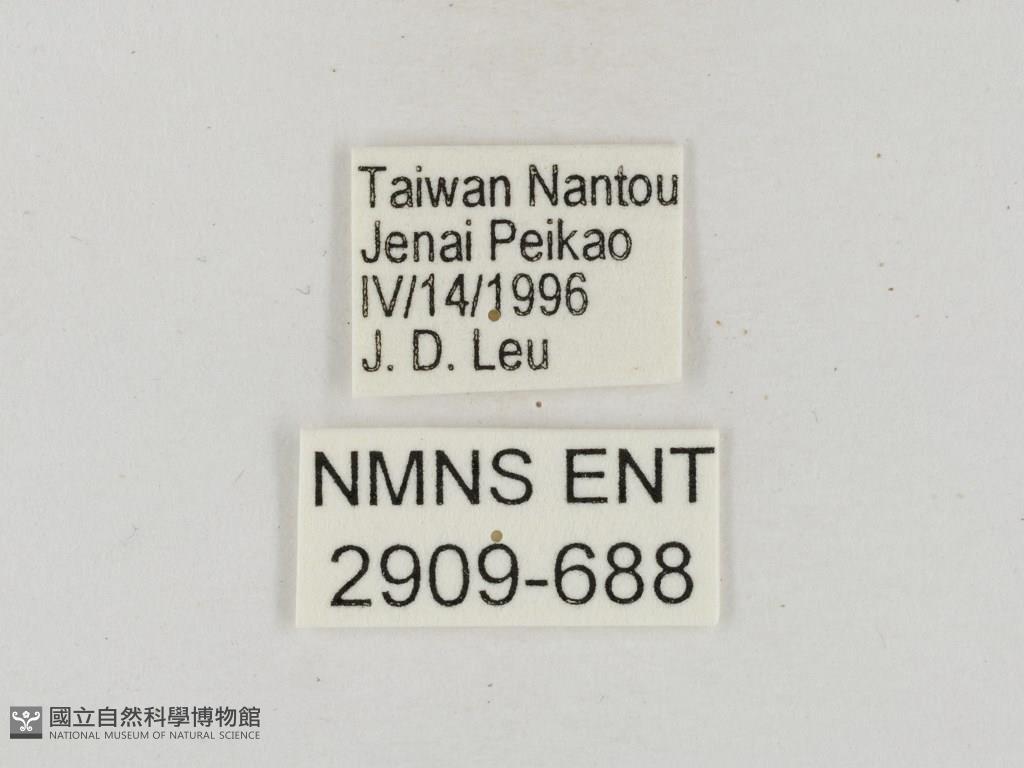 Taiwan Nantou
Jenai Peikao
IV/14/1996
J. D. Leu
NMNS ENT
2909-688
國立自然科學博物館
NATIONAL MUSEUM OF NATURAL SCIENCE